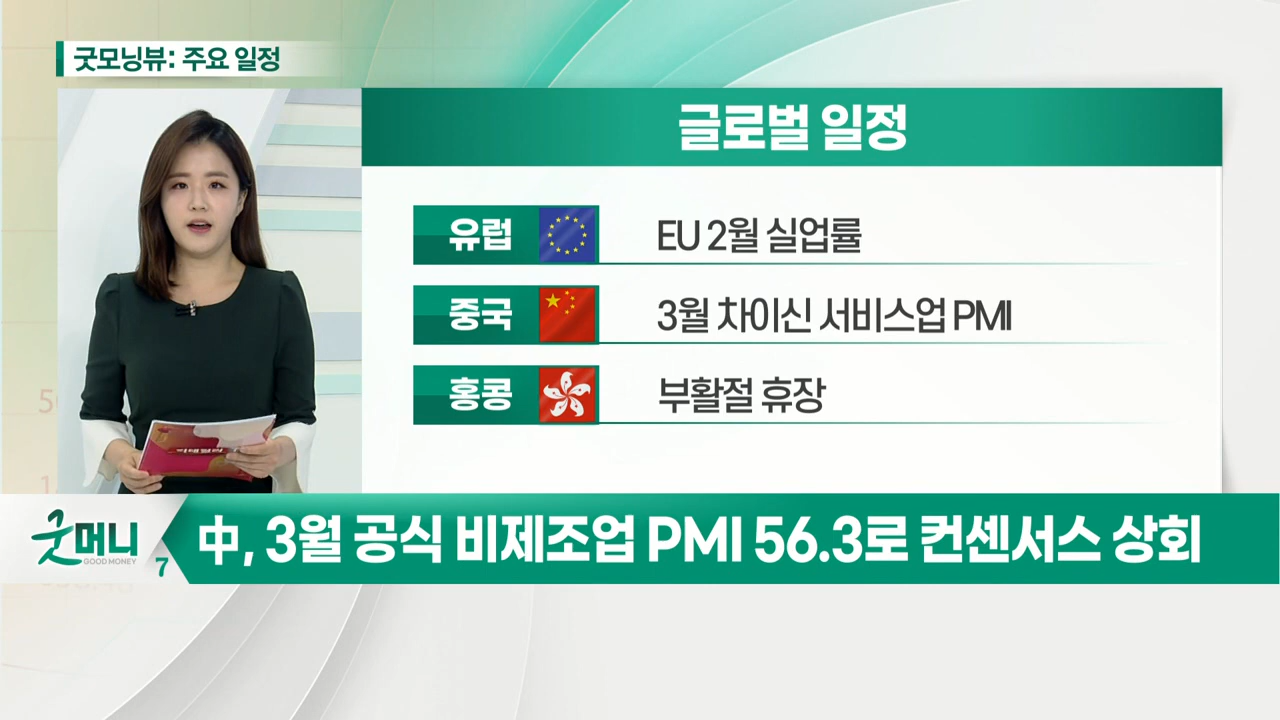 굿모닝뷰: 주요 일정
글로벌 일정
유럽 EU 2월 실업률
중국 3월 차이신 서비스업 PMI
홍콩 부활절 휴장
굿머니
GOOD MONEY
7
中, 3월 공식 비제조업 PMI 56.3로 컨센서스 상회